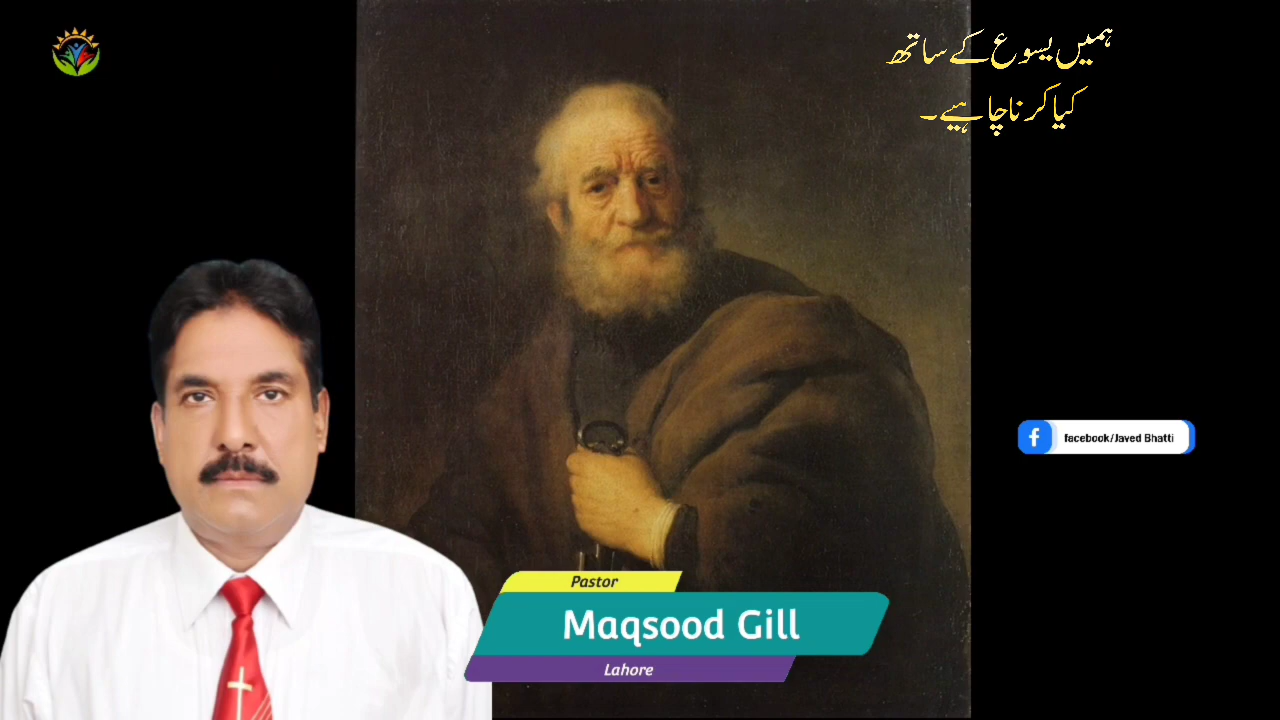 ہمیں یسوع کے ساتھ
کیا کرنا چاہیے۔
facebook/Javed Bhatti
Pastor
Maqsood Gill
Lahore